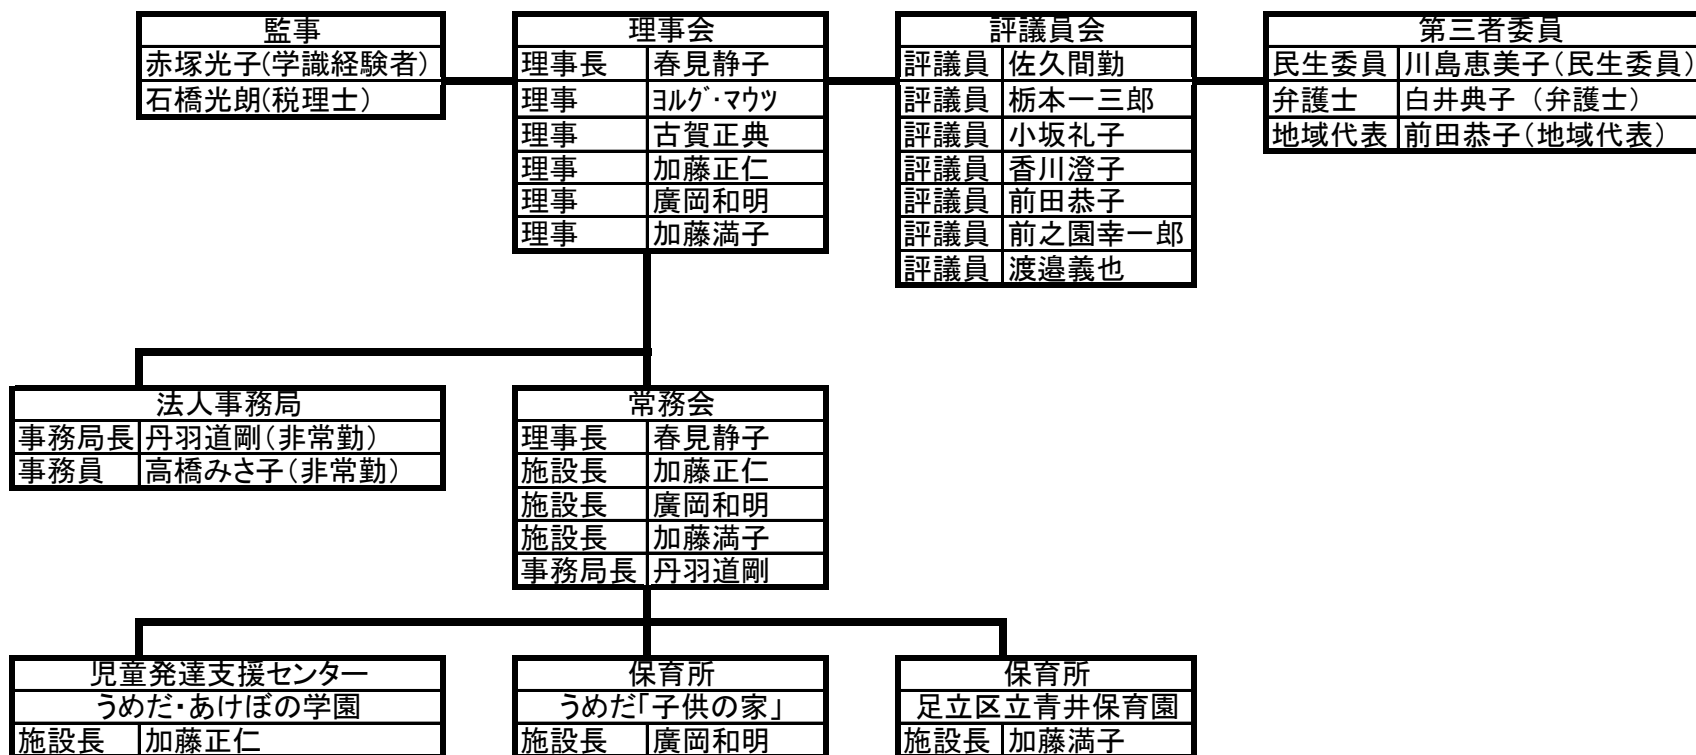 監事
赤塚光子(学識経験者)
石橋光朗(税理士)
理事会
理事長 春見静子
理事 ﾖﾙｸﾞ･マウツ
理事 古賀正典
理事 加藤正仁
理事 廣岡和明
理事 加藤満子
評議員会
評議員 佐久間勤
評議員 栃本一三郎
評議員 小坂礼子
評議員 香川澄子
評議員 前田恭子
評議員 前之園幸一郎
評議員 渡邉義也
第三者委員
民生委員 川島恵美子(民生委員)
弁護士 白井典子 (弁護士)
地域代表 前田恭子(地域代表)
法人事務局
事務局長 丹羽道剛(非常勤)
事務員 高橋みさ子(非常勤)
常務会
理事長 春見静子
施設長 加藤正仁
施設長 廣岡和明
施設長 加藤満子
事務局長 丹羽道剛
児童発達支援センター
うめだ・あけぼの学園
施設長 加藤正仁
保育所
うめだ「子供の家」
施設長 廣岡和明
保育所
足立区立青井保育園
施設長 加藤満子